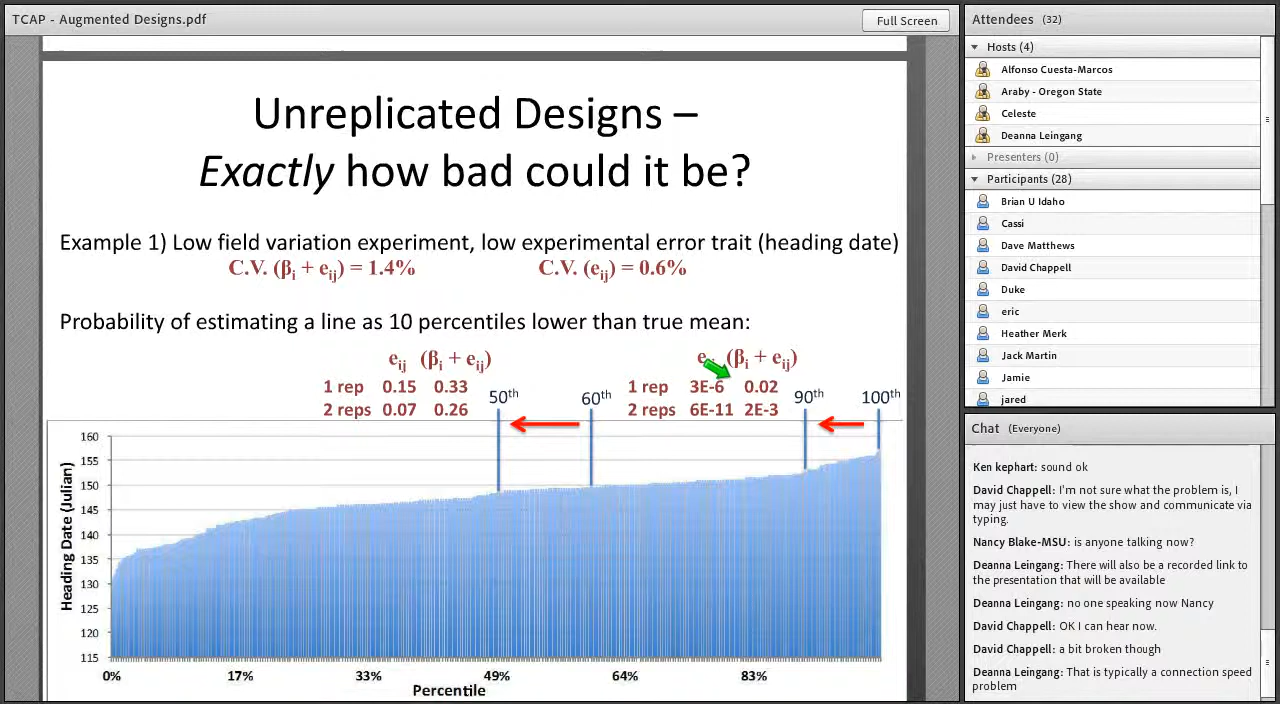 TCAP - Augmented Designs.pdf
Full Screen
Unreplicated Designs –
Exactly how bad could it be?
Example 1) Low field variation experiment, low experimental error trait (heading date)
C.V. (βi + eij) = 1.4% C.V. (eij) = 0.6%
Probability of estimating a line as 10 percentiles lower than true mean:
eij (βi + eij)
1 rep 0.15 0.33
2 reps 0.07 0.26
50th
60th
eij (βi + eij)
1 rep 3E-6 0.02
2 reps 6E-11 2E-3
90th
100th
160
155
150
145
140
135
130
125
120
115
Heading Date (Julian)
0% 17% 33% 49% 64% 83%
Percentile
Attendees (32)
Hosts (4)
Alfonso Cuesta-Marcos
Araby - Oregon State
Celeste
Deanna Leingang
Presenters (0)
Participants (28)
Brian U Idaho
Cassi
Dave Matthews
David Chappell
Duke
eric
Heather Merk
Jack Martin
Jamie
jared
Chat (Everyone)
Ken kephart: sound ok
David Chappell: I'm not sure what the problem is, I
may just have to view the show and communicate via
typing.
Nancy Blake-MSU: is anyone talking now?
Deanna Leingang: There will also be a recorded link to
the presentation that will be available
Deanna Leingang: no one speaking now Nancy
David Chappell: OK I can hear now.
David Chappell: a bit broken though
Deanna Leingang: That is typically a connection speed
problem